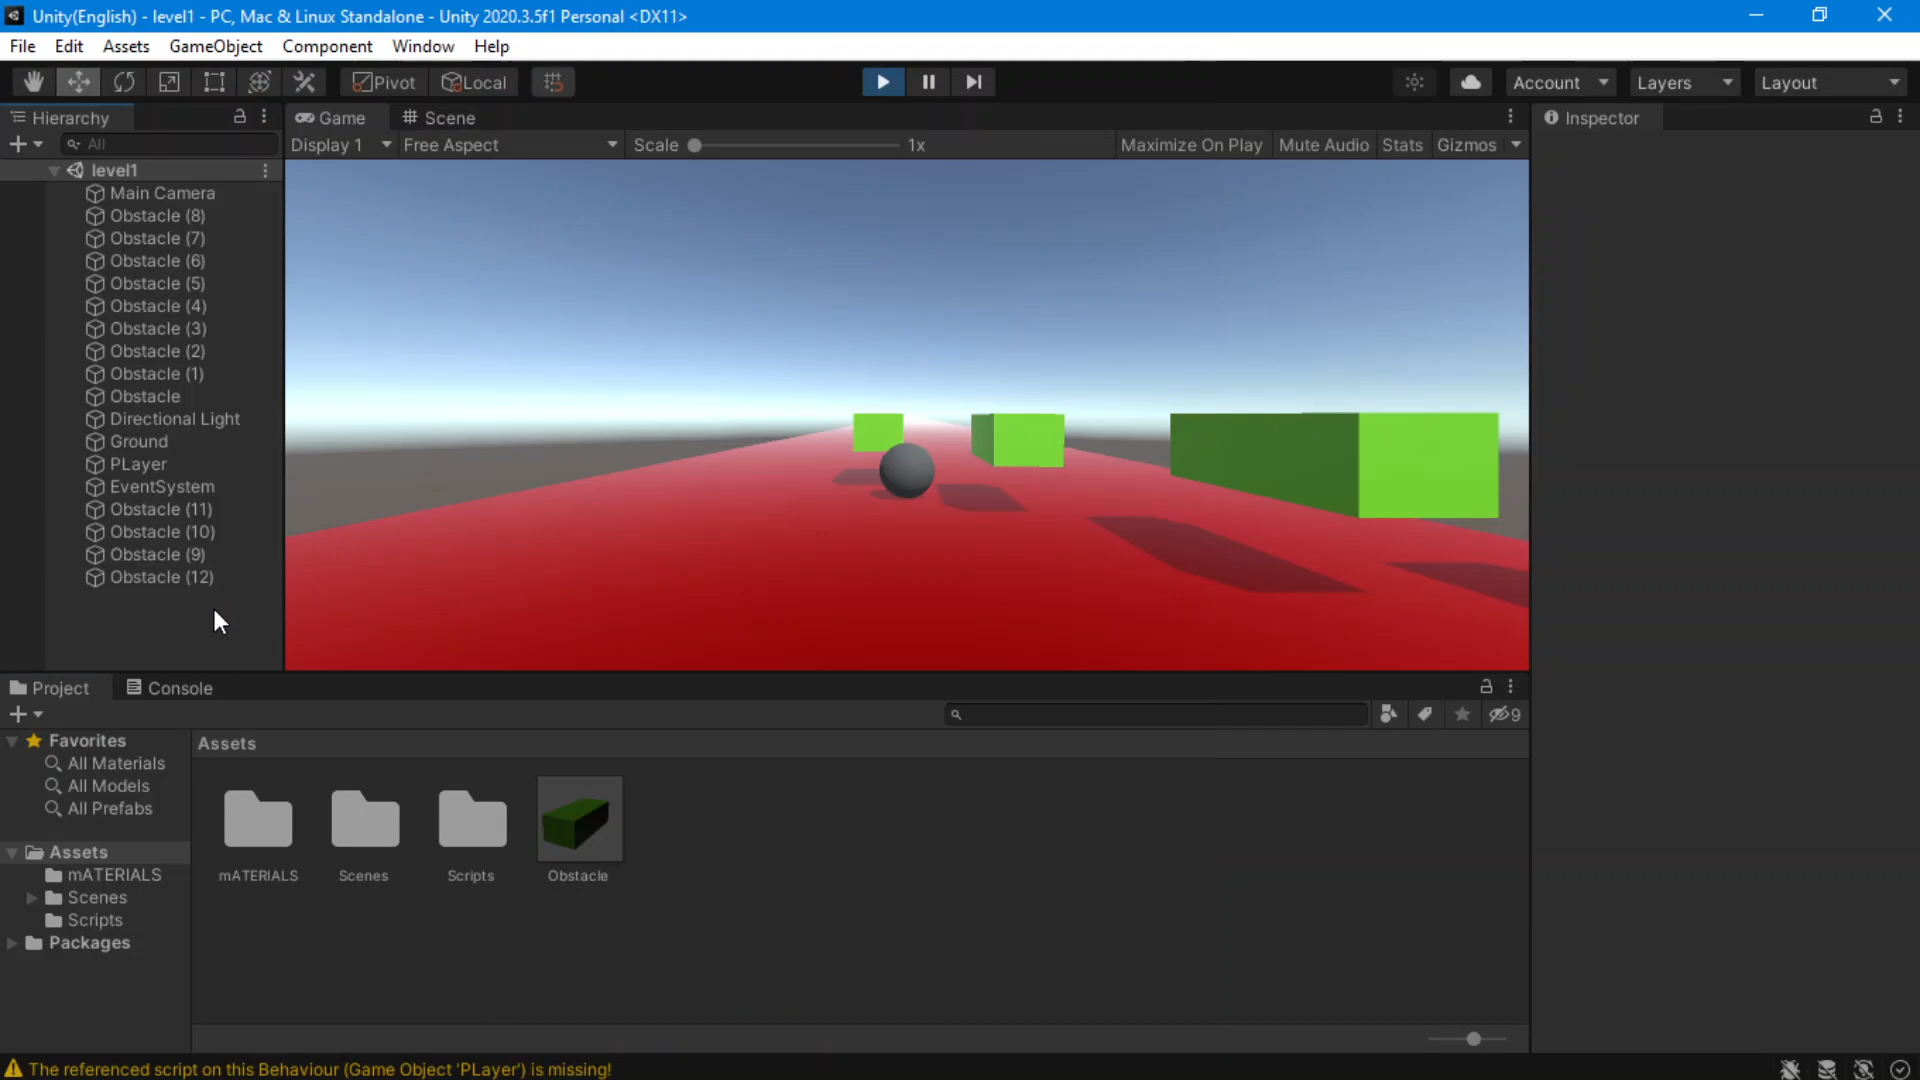 Unity(English) - level1 - PC, Mac & Linux Standalone - Unity 2020.3.5f1 Personal <DX11>
File Edit Assets GameObject Component Window Help
Pivot Local Account Layers Layout
Hierarchy Game Scene Inspector
All Display 1 Free Aspect Scale 1x Maximize On Play Mute Audio Stats Gizmos
level1
Main Camera
Obstacle (8)
Obstacle (7)
Obstacle (6)
Obstacle (5)
Obstacle (4)
Obstacle (3)
Obstacle (2)
Obstacle (1)
Obstacle
Directional Light
Ground
PLayer
EventSystem
Obstacle (11)
Obstacle (10)
Obstacle (9)
Obstacle (12)
Project Console
9
Favorites
All Materials
All Models
All Prefabs
Assets
mATERIALS
Scenes
Scripts
Packages
Assets
mATERIALS Scenes Scripts Obstacle
The referenced script on this Behaviour (Game Object 'PLayer') is missing!